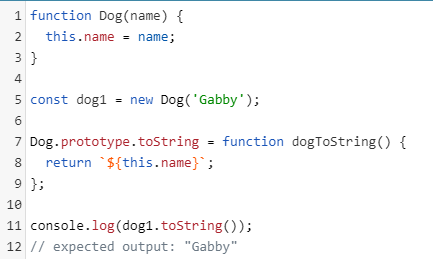 1 function Dog(name) {
2   this.name = name;
3 }
4
5 const dog1 = new Dog('Gabby');
6
7 Dog.prototype.toString = function dogToString() {
8   return `${this.name}`;
9 };
10
11 console.log(dog1.toString());
12 // expected output: "Gabby"